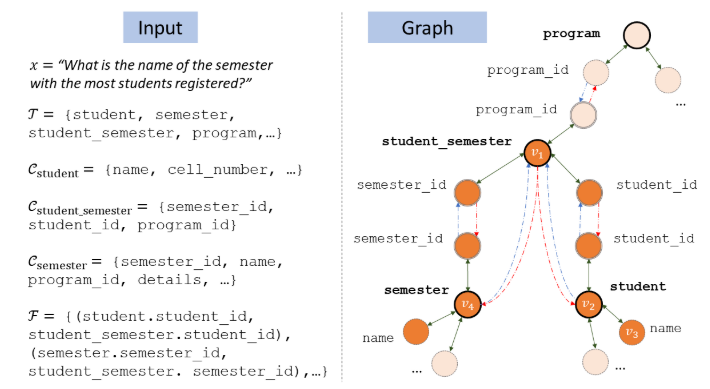 Input
x = “What is the name of the semester
with the most students registered?”
𝒯 = {student, semester,
student_semester, program,…}
𝒞student = {name, cell_number, …}
𝒞student_semester = {semester_id,
student_id, program_id}
𝒞semester = {semester_id, name,
program_id, details, …}
ℱ = {(student.student_id,
student_semester.student_id),
(semester.semester_id,
student_semester. semester_id),…}
Graph
program
program_id
…
program_id
student_semester
v1
semester_id
student_id
semester_id
student_id
semester
student
v4
v2
name
v3
name
…
…